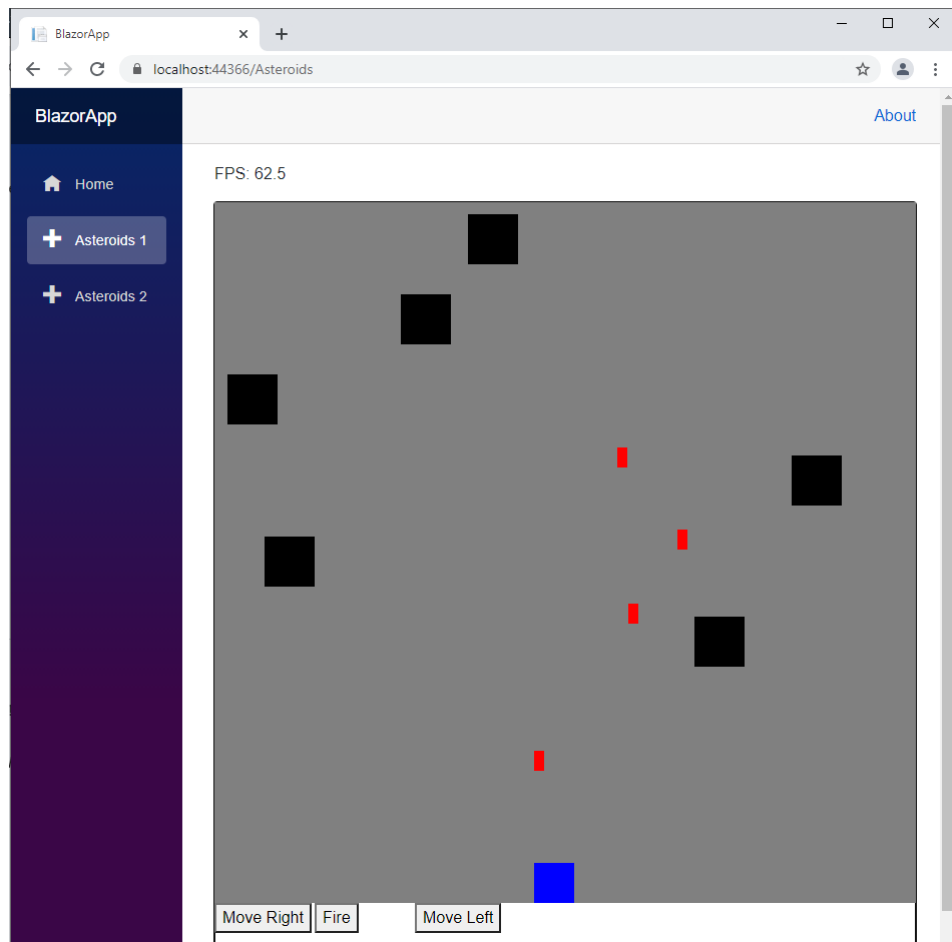 BlazorApp
localhost:44366/Asteroids
BlazorApp
About
Home
Asteroids 1
Asteroids 2
FPS: 62.5
Move Right
Fire
Move Left